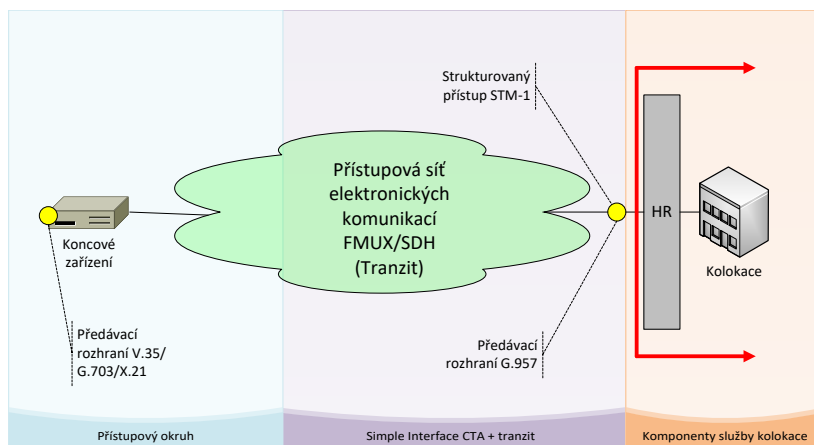 Strukturovaný
přístup STM-1
Přístupová síť
elektronických
komunikací
FMUX/SDH
(Tranzit)
HR
Koncové
zařízení
Kolokace
Předávací
rozhraní V.35/
G.703/X.21
Předávací
rozhraní G.957
Přístupový okruh
Simple Interface CTA + tranzit
Komponenty služby kolokace